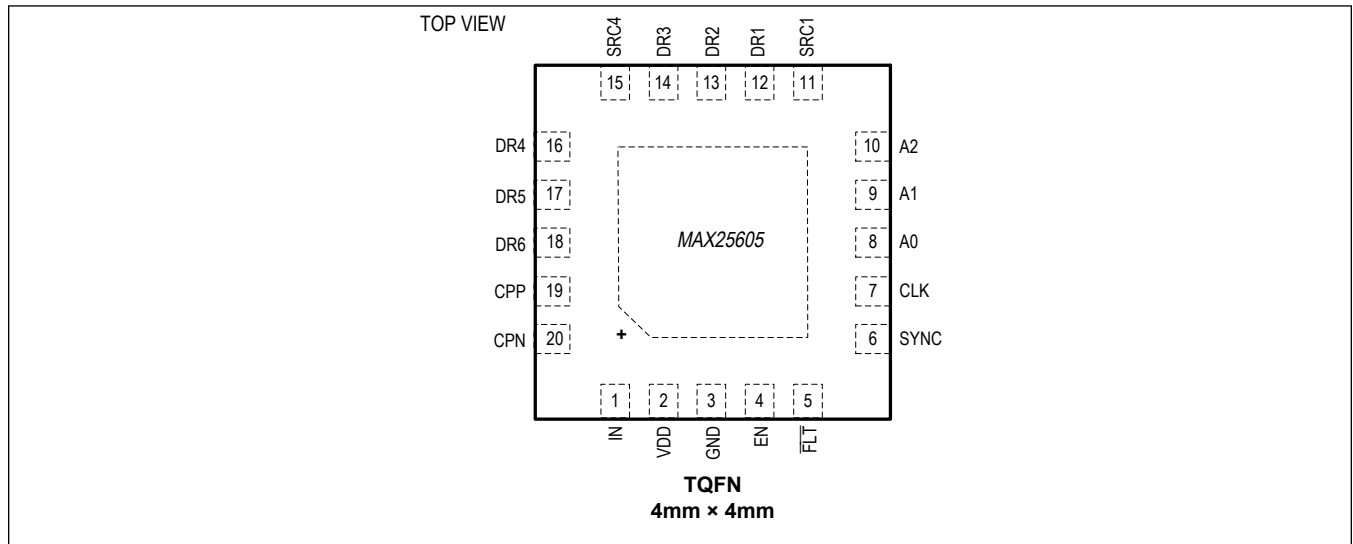 TOP VIEW
SRC4 DR3 DR2 DR1 SRC1
15 14 13 12 11
DR4 16 10 A2
DR5 17 9 A1
DR6 18 MAX25605 8 A0
CPP 19 7 CLK
CPN 20 + 6 SYNC
1 2 3 4 5
IN VDD GND EN F̅L̅T̅
TQFN
4mm × 4mm